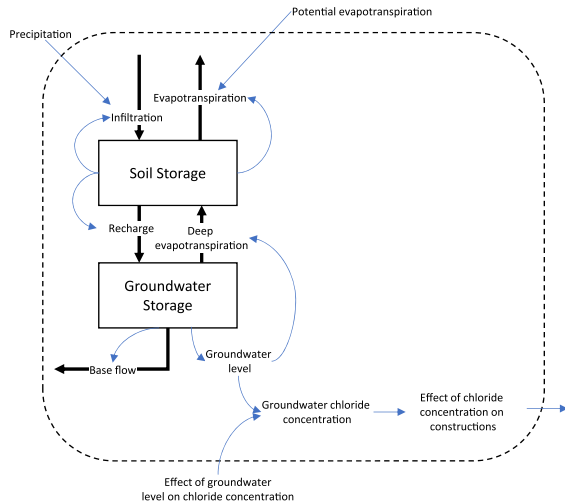 Potential evapotranspiration
Precipitation
Evapotranspiration
Infiltration
Soil Storage
Recharge
Deep
evapotranspiration
Groundwater
Storage
Groundwater
level
Base flow
Groundwater chloride
concentration
Effect of chloride
concentration on
constructions
Effect of groundwater
level on chloride concentration